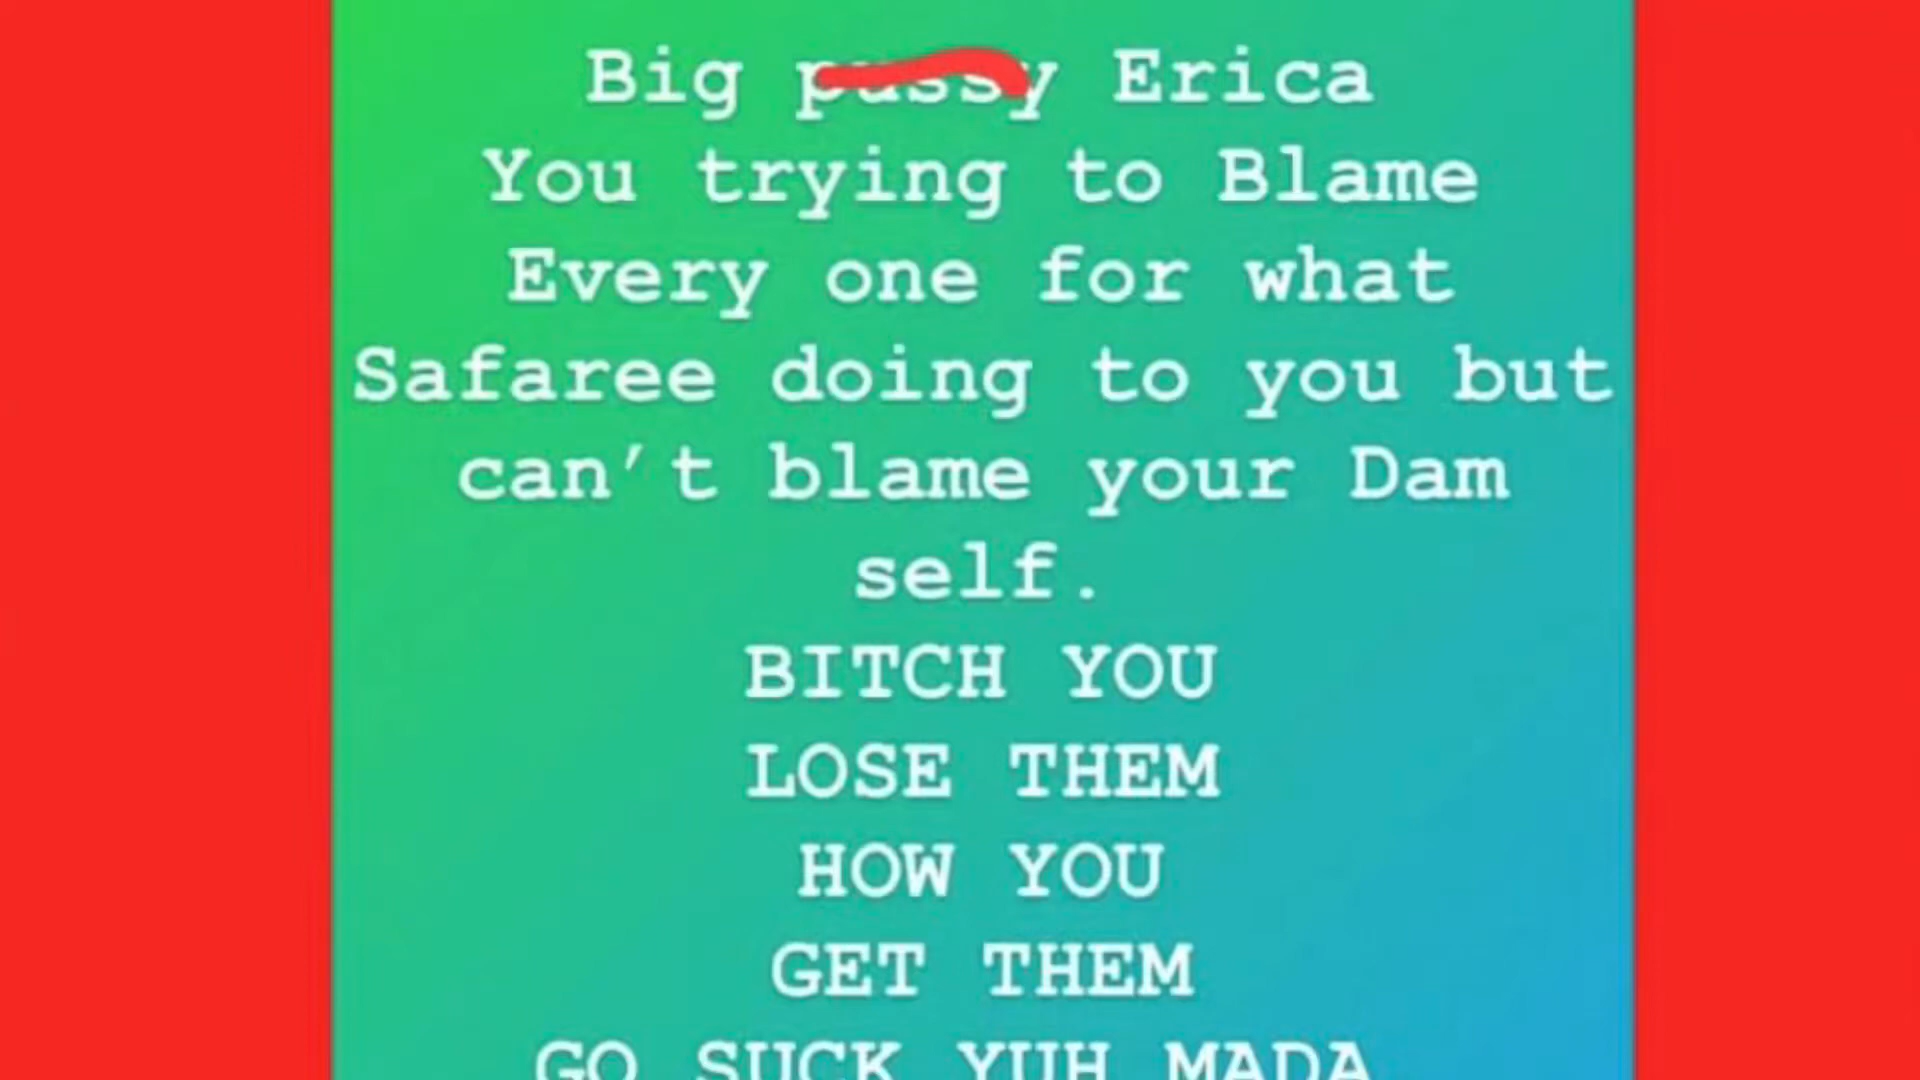 Big pussy Erica
You trying to Blame
Every one for what
Safaree doing to you but
can't blame your Dam
self.
BITCH YOU
LOSE THEM
HOW YOU
GET THEM
GO SUCK YUH MADA